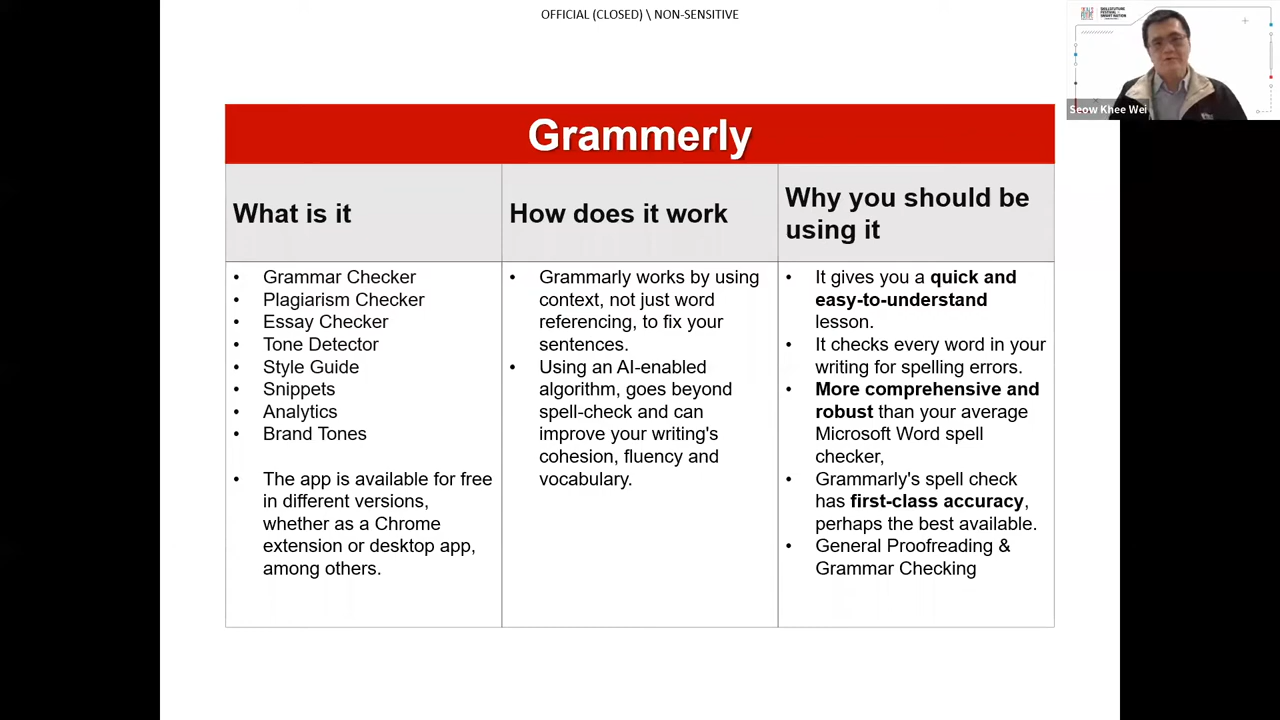 OFFICIAL (CLOSED) \ NON-SENSITIVE
SKILLSFUTURE
FESTIVAL
SMART NATION
Seow Khee Wei
Grammerly
What is it
How does it work
Why you should be
using it
• Grammar Checker
• Plagiarism Checker
• Essay Checker
• Tone Detector
• Style Guide
• Snippets
• Analytics
• Brand Tones
• The app is available for free
in different versions,
whether as a Chrome
extension or desktop app,
among others.
• Grammarly works by using
context, not just word
referencing, to fix your
sentences.
• Using an AI-enabled
algorithm, goes beyond
spell-check and can
improve your writing's
cohesion, fluency and
vocabulary.
• It gives you a quick and
easy-to-understand
lesson.
• It checks every word in your
writing for spelling errors.
• More comprehensive and
robust than your average
Microsoft Word spell
checker,
• Grammarly's spell check
has first-class accuracy,
perhaps the best available.
• General Proofreading &
Grammar Checking